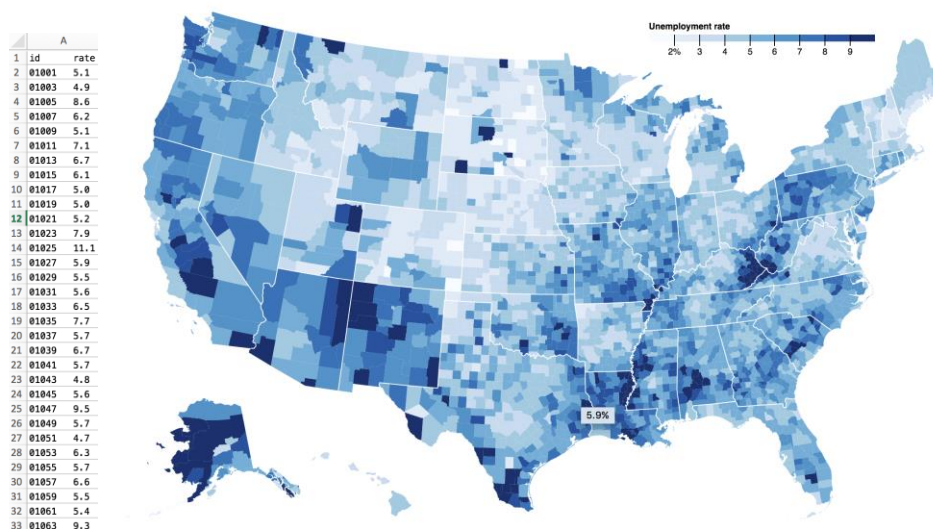 A
1 id rate
2 01001 5.1
3 01003 4.9
4 01005 8.6
5 01007 6.2
6 01009 5.1
7 01011 7.1
8 01013 6.7
9 01015 6.1
10 01017 5.0
11 01019 5.0
12 01021 5.2
13 01023 7.9
14 01025 11.1
15 01027 5.9
16 01029 5.5
17 01031 5.6
18 01033 6.5
19 01035 7.7
20 01037 5.7
21 01039 6.7
22 01041 5.7
23 01043 4.8
24 01045 5.6
25 01047 9.5
26 01049 5.7
27 01051 4.7
28 01053 6.3
29 01055 5.7
30 01057 6.6
31 01059 5.5
32 01061 5.4
33 01063 9.3
Unemployment rate
2% 3 4 5 6 7 8 9
5.9%